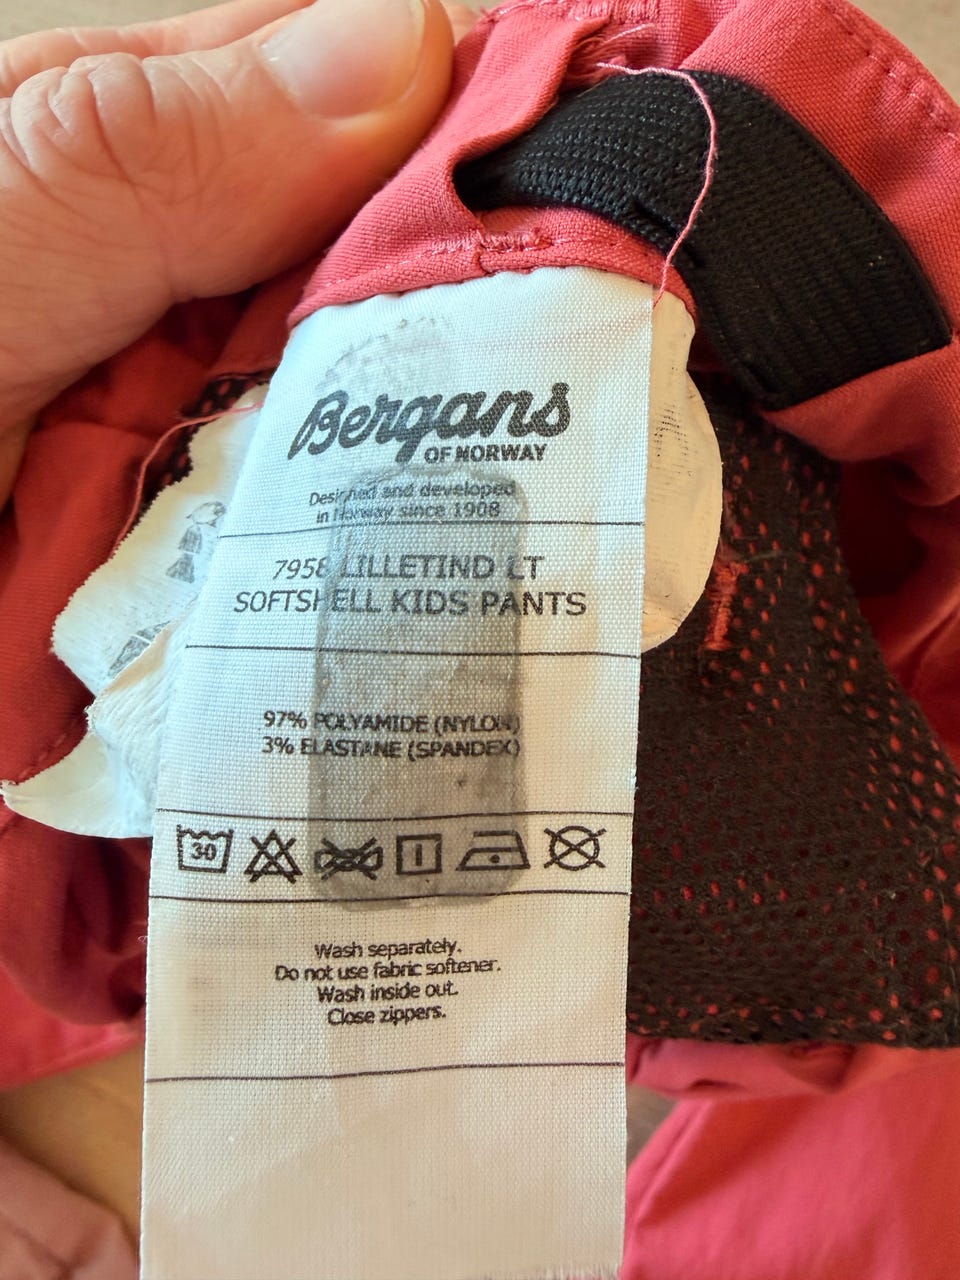 Bergans
OF NORWAY
Designed and developed
in Norway since 1908
7958 LILLETIND LT
SOFTSHELL KIDS PANTS
97% POLYAMIDE (NYLON)
3% ELASTANE (SPANDEX)
30
Wash separately.
Do not use fabric softener.
Wash inside out.
Close zippers.